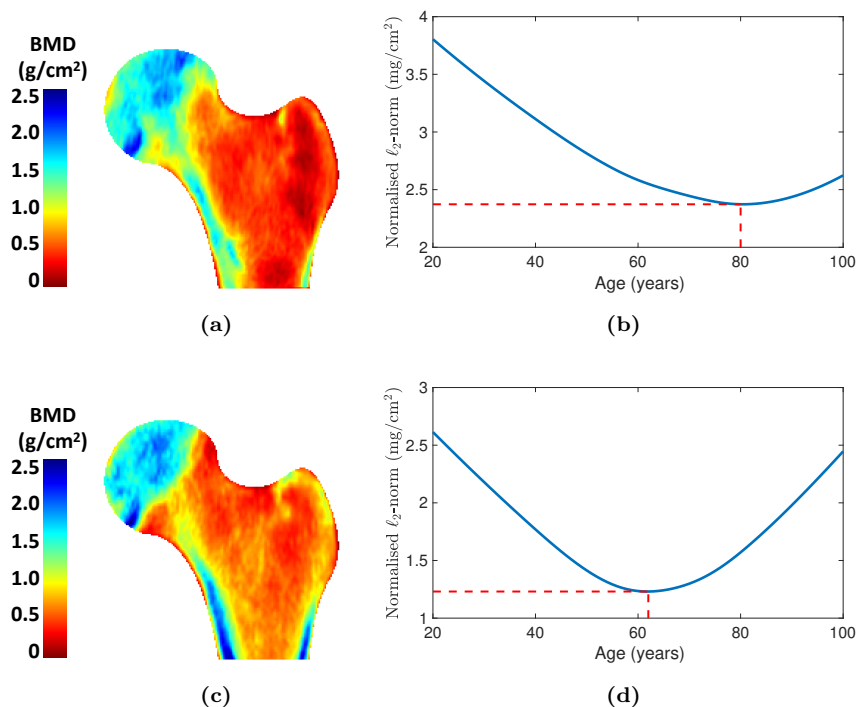 BMD
(g/cm²)
2.5
2.0
1.5
1.0
0.5
0
(a)
Normalised ℓ₂-norm (mg/cm²)
4
3.5
3
2.5
2
20 40 60 80 100
Age (years)
(b)
BMD
(g/cm²)
2.5
2.0
1.5
1.0
0.5
0
(c)
Normalised ℓ₂-norm (mg/cm²)
3
2.5
2
1.5
1
20 40 60 80 100
Age (years)
(d)